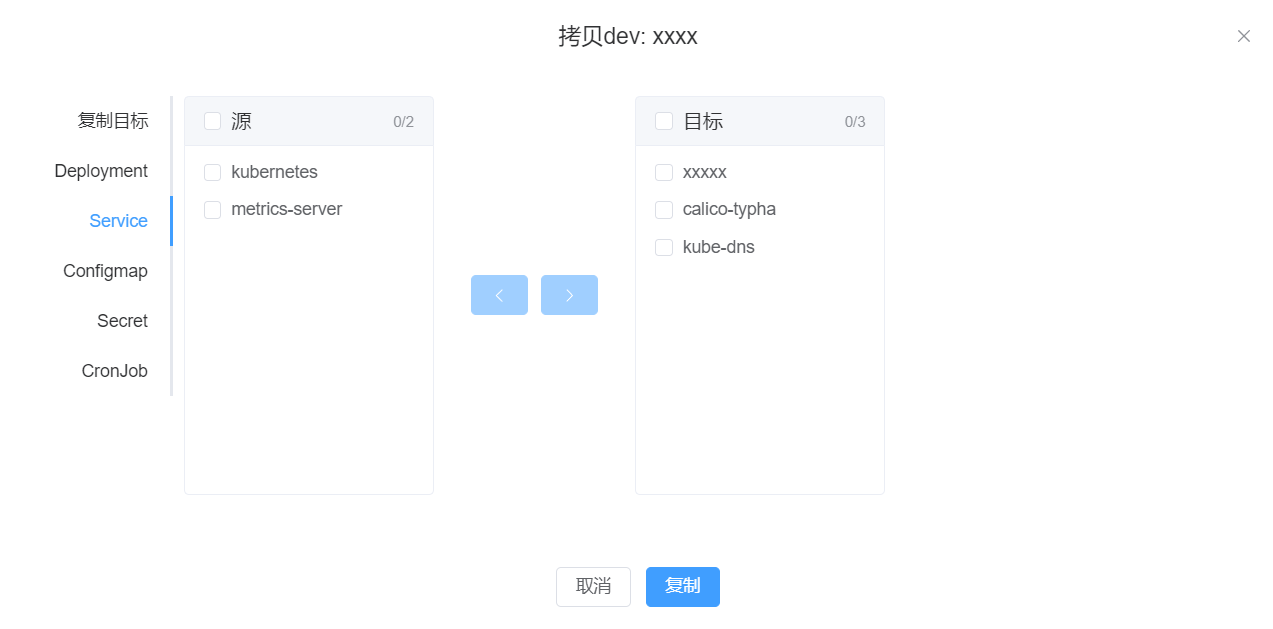 拷贝dev: xxxx
复制目标
Deployment
Service
Configmap
Secret
CronJob
源 0/2
kubernetes
metrics-server
目标 0/3
xxxxx
calico-typha
kube-dns
取消
复制